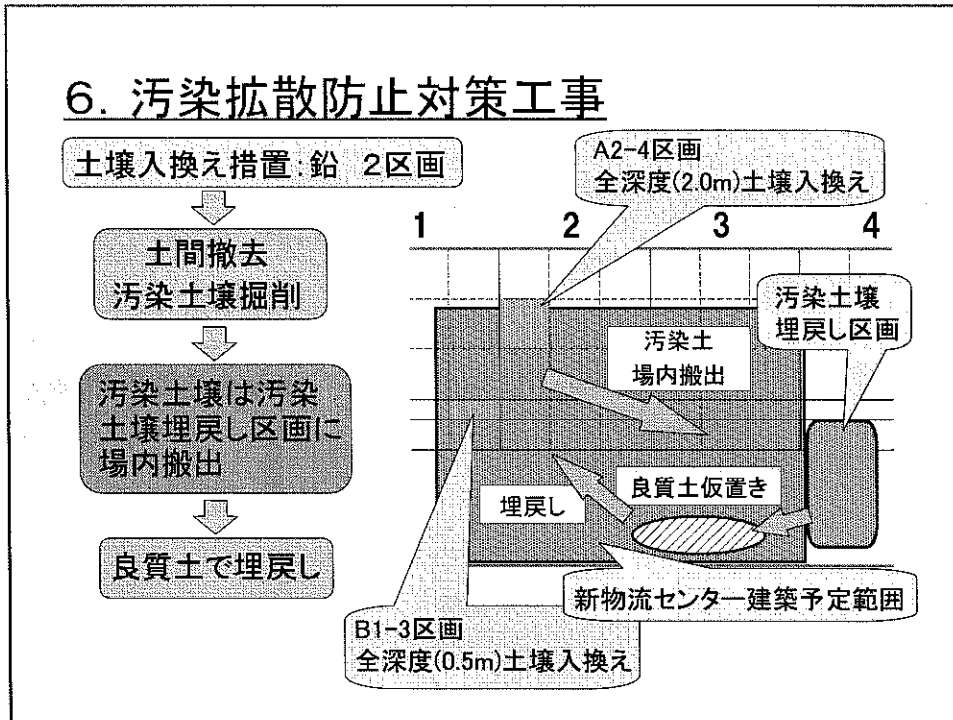 6. 汚染拡散防止対策工事
土壌入換え措置:鉛 2区画
土間撤去
汚染土壌掘削
汚染土壌は汚染
土壌埋戻し区画に
場内搬出
良質土で埋戻し
A2-4区画
全深度(2.0m)土壌入換え
1 2 3 4
汚染土壌
埋戻し区画
汚染土
場内搬出
良質土仮置き
埋戻し
新物流センター建築予定範囲
B1-3区画
全深度(0.5m)土壌入換え